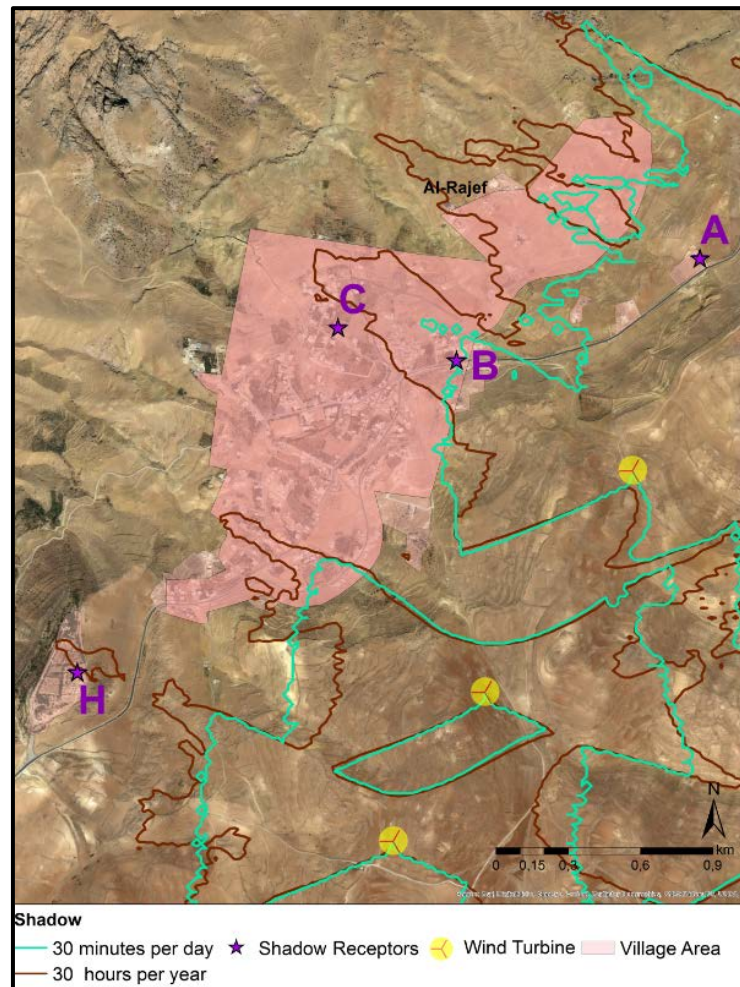 Al-Rajef
A
C
B
H
N
km
0 0,15 0,3 0,6 0,9
Shadow
30 minutes per day Shadow Receptors Wind Turbine Village Area
30 hours per year